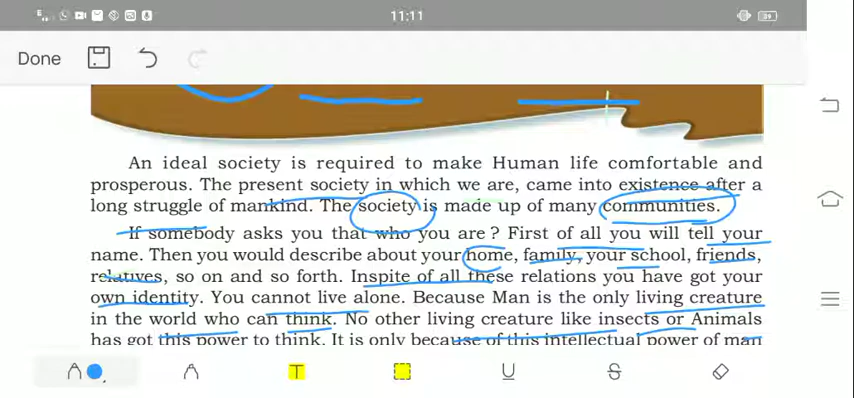 11:11
Done
An ideal society is required to make Human life comfortable and
prosperous. The present society in which we are, came into existence after a
long struggle of mankind. The society is made up of many communities.
If somebody asks you that who you are ? First of all you will tell your
name. Then you would describe about your home, family, your school, friends,
relatives, so on and so forth. Inspite of all these relations you have got your
own identity. You cannot live alone. Because Man is the only living creature
in the world who can think. No other living creature like insects or Animals
has got this power to think. It is only because of this intellectual power of man
T
U
S